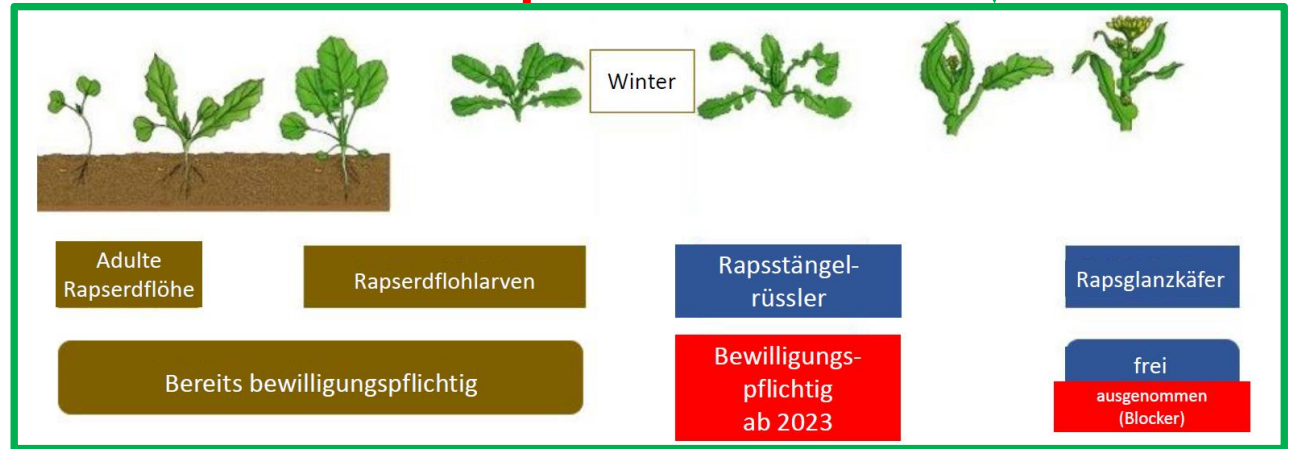 Winter
Adulte
Rapserdflöhe
Rapserdflohlarven
Rapsstängel-
rüssler
Rapsglanzkäfer
Bereits bewilligungspflichtig
Bewilligungs-
pflichtig
ab 2023
frei
ausgenommen
(Blocker)